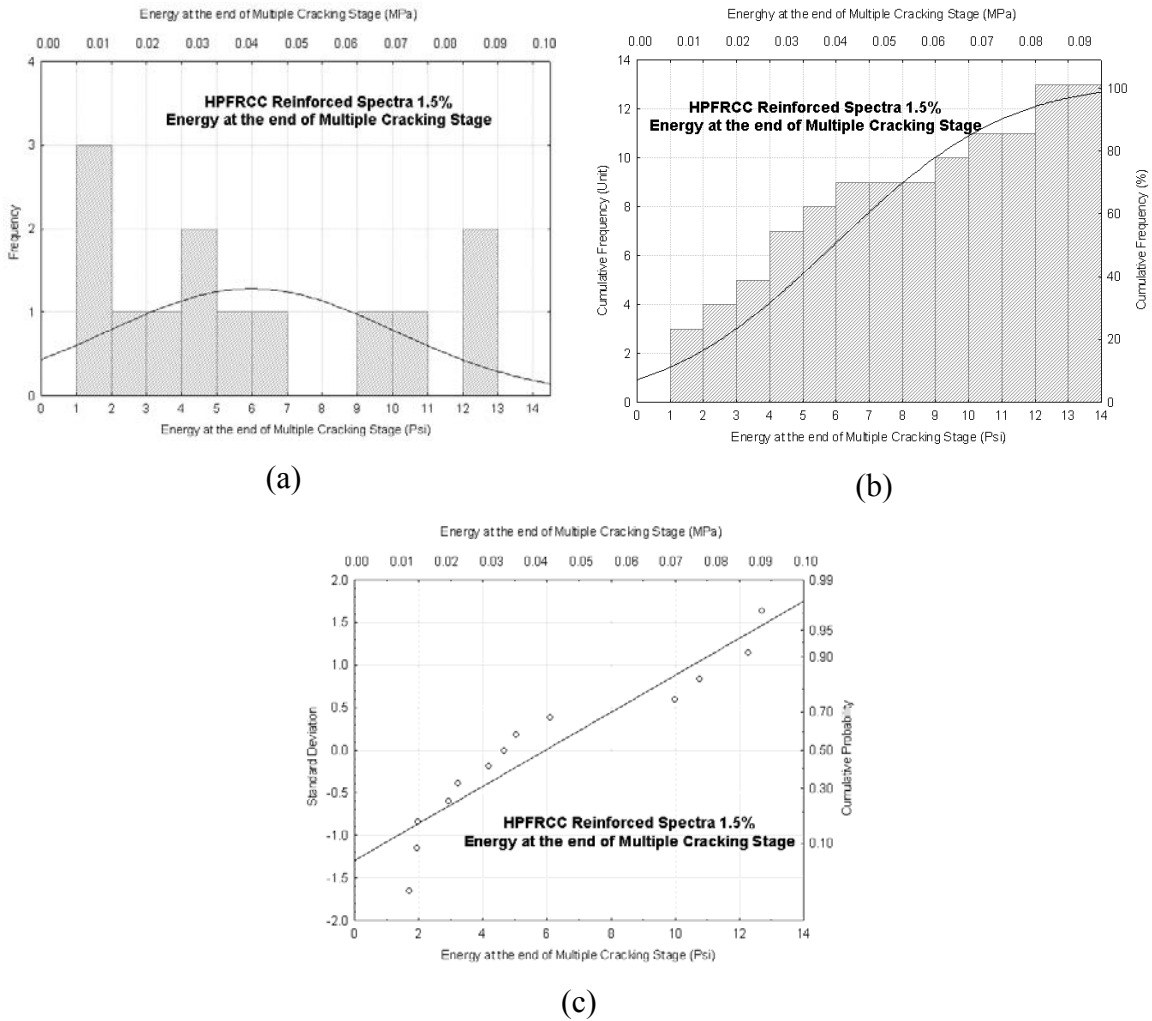 Energy at the end of Multiple Cracking Stage (MPa)
0.00 0.01 0.02 0.03 0.04 0.05 0.06 0.07 0.08 0.09 0.10
4
3
2
1
0
Frequency
HPFRCC Reinforced Spectra 1.5%
Energy at the end of Multiple Cracking Stage
0 1 2 3 4 5 6 7 8 9 10 11 12 13 14
Energy at the end of Multiple Cracking Stage (Psi)
(a)
Energhy at the end of Multiple Cracking Stage (MPa)
0.00 0.01 0.02 0.03 0.04 0.05 0.06 0.07 0.08 0.09
14
12
10
8
6
4
2
0
Cumulative Frequency (Unit)
HPFRCC Reinforced Spectra 1.5%
Energy at the end of Multiple Cracking Stage
100
80
60
40
20
0
Cumulative Frequency (%)
0 1 2 3 4 5 6 7 8 9 10 11 12 13 14
Energy at the end of Multiple Cracking Stage (Psi)
(b)
Energy at the end of Multiple Cracking Stage (MPa)
0.00 0.01 0.02 0.03 0.04 0.05 0.06 0.07 0.08 0.09 0.10
2.0
1.5
1.0
0.5
0.0
-0.5
-1.0
-1.5
-2.0
Standard Deviation
HPFRCC Reinforced Spectra 1.5%
Energy at the end of Multiple Cracking Stage
0.99
0.95
0.90
0.70
0.50
0.30
0.10
Cumulative Probability
0 2 4 6 8 10 12 14
Energy at the end of Multiple Cracking Stage (Psi)
(c)